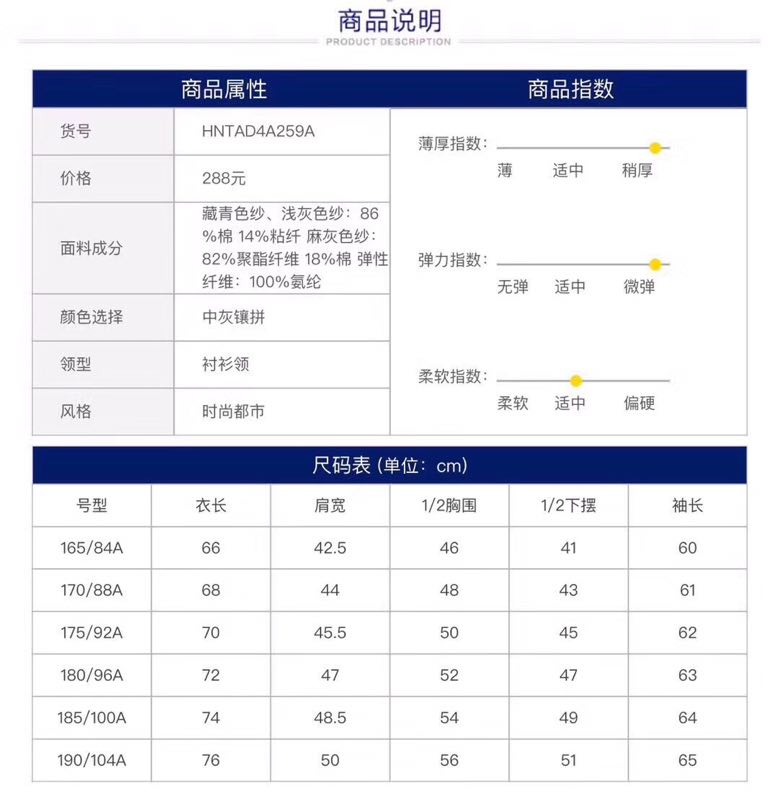 商品说明
PRODUCT DESCRIPTION
商品属性
货号 HNTAD4A259A
价格 288元
面料成分 藏青色纱、浅灰色纱：86
%棉 14%粘纤 麻灰色纱：
82%聚酯纤维 18%棉 弹性
纤维：100%氨纶
颜色选择 中灰镶拼
领型 衬衫领
风格 时尚都市
商品指数
薄厚指数：
薄 适中 稍厚
弹力指数：
无弹 适中 微弹
柔软指数：
柔软 适中 偏硬
尺码表 (单位：cm)
号型 衣长 肩宽 1/2胸围 1/2下摆 袖长
165/84A 66 42.5 46 41 60
170/88A 68 44 48 43 61
175/92A 70 45.5 50 45 62
180/96A 72 47 52 47 63
185/100A 74 48.5 54 49 64
190/104A 76 50 56 51 65